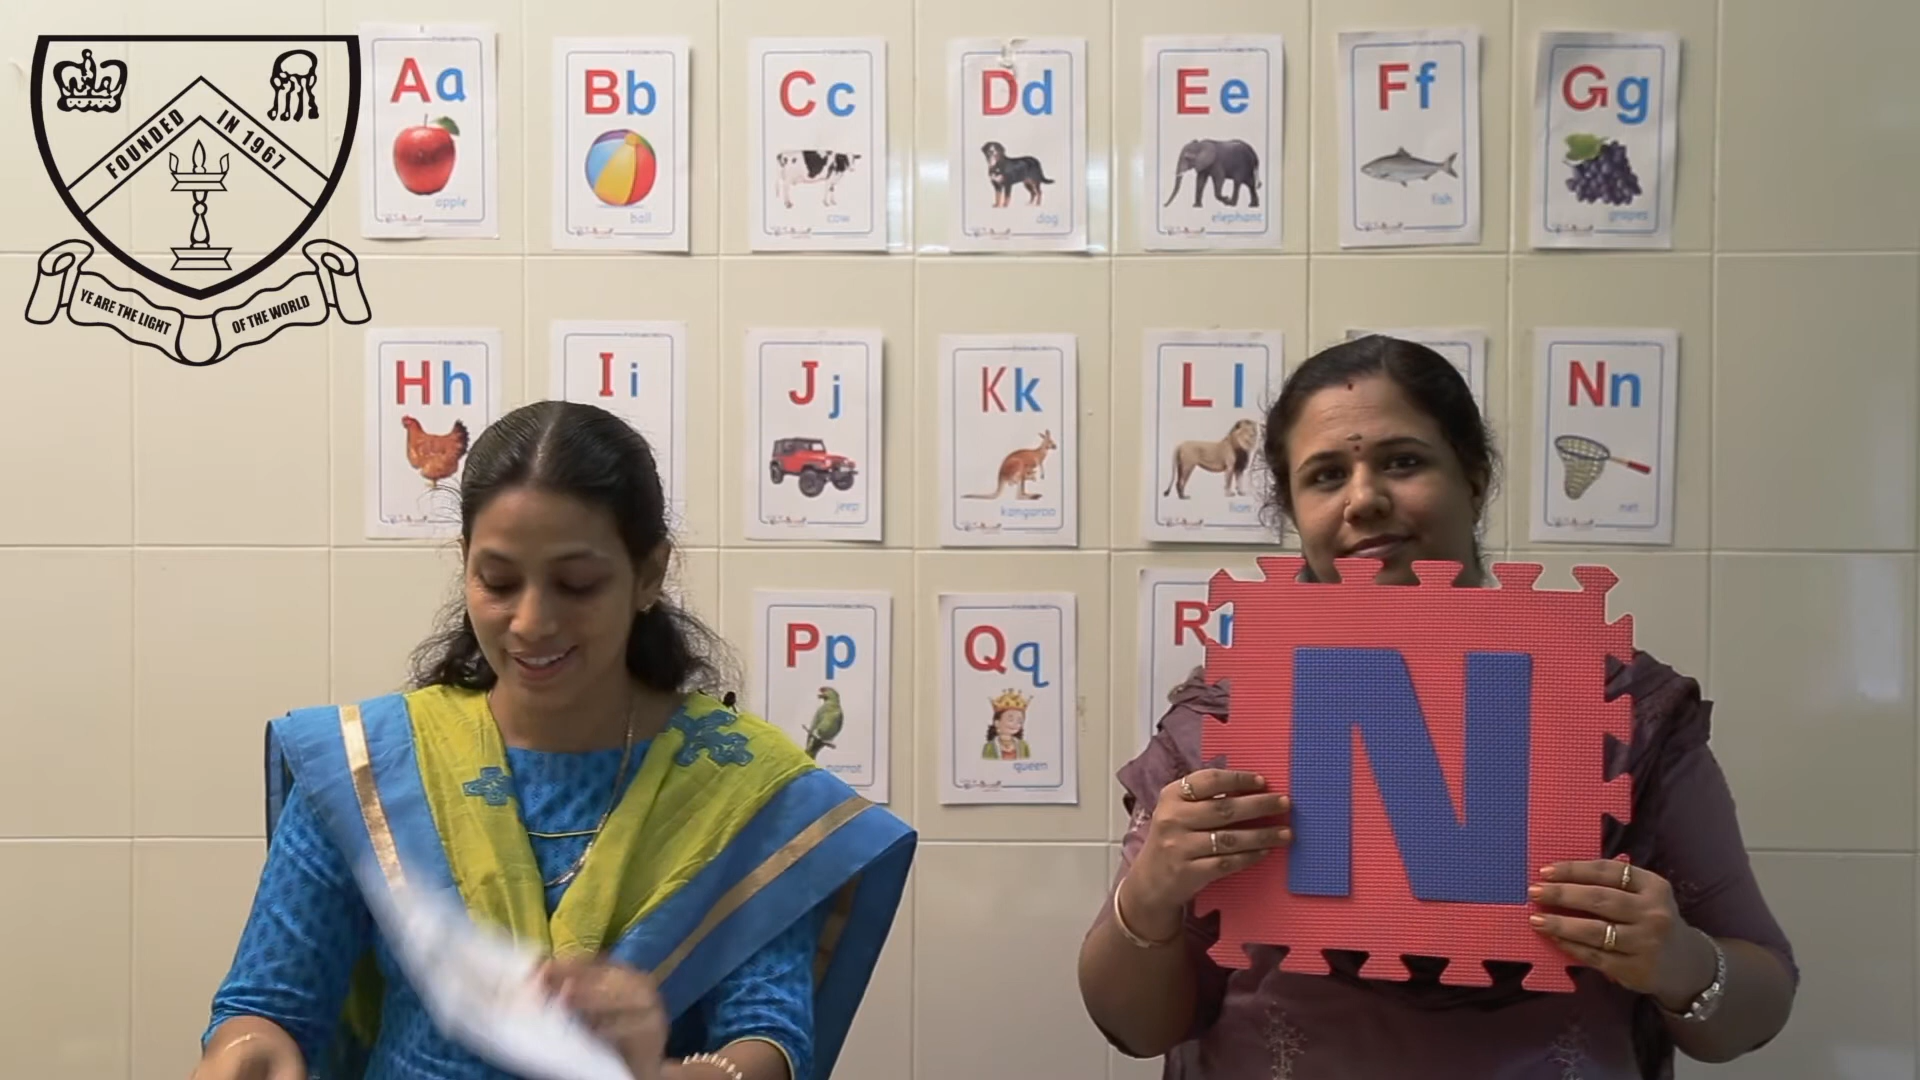 FOUNDED IN 1967
YE ARE THE LIGHT OF THE WORLD
Aa
apple
Bb
ball
Cc
cow
Dd
dog
Ee
elephant
Ff
fish
Gg
grapes
Hh
Ii
Jj
jeep
Kk
kangaroo
Ll
lion
Nn
net
Pp
parrot
Qq
queen
Rr
N